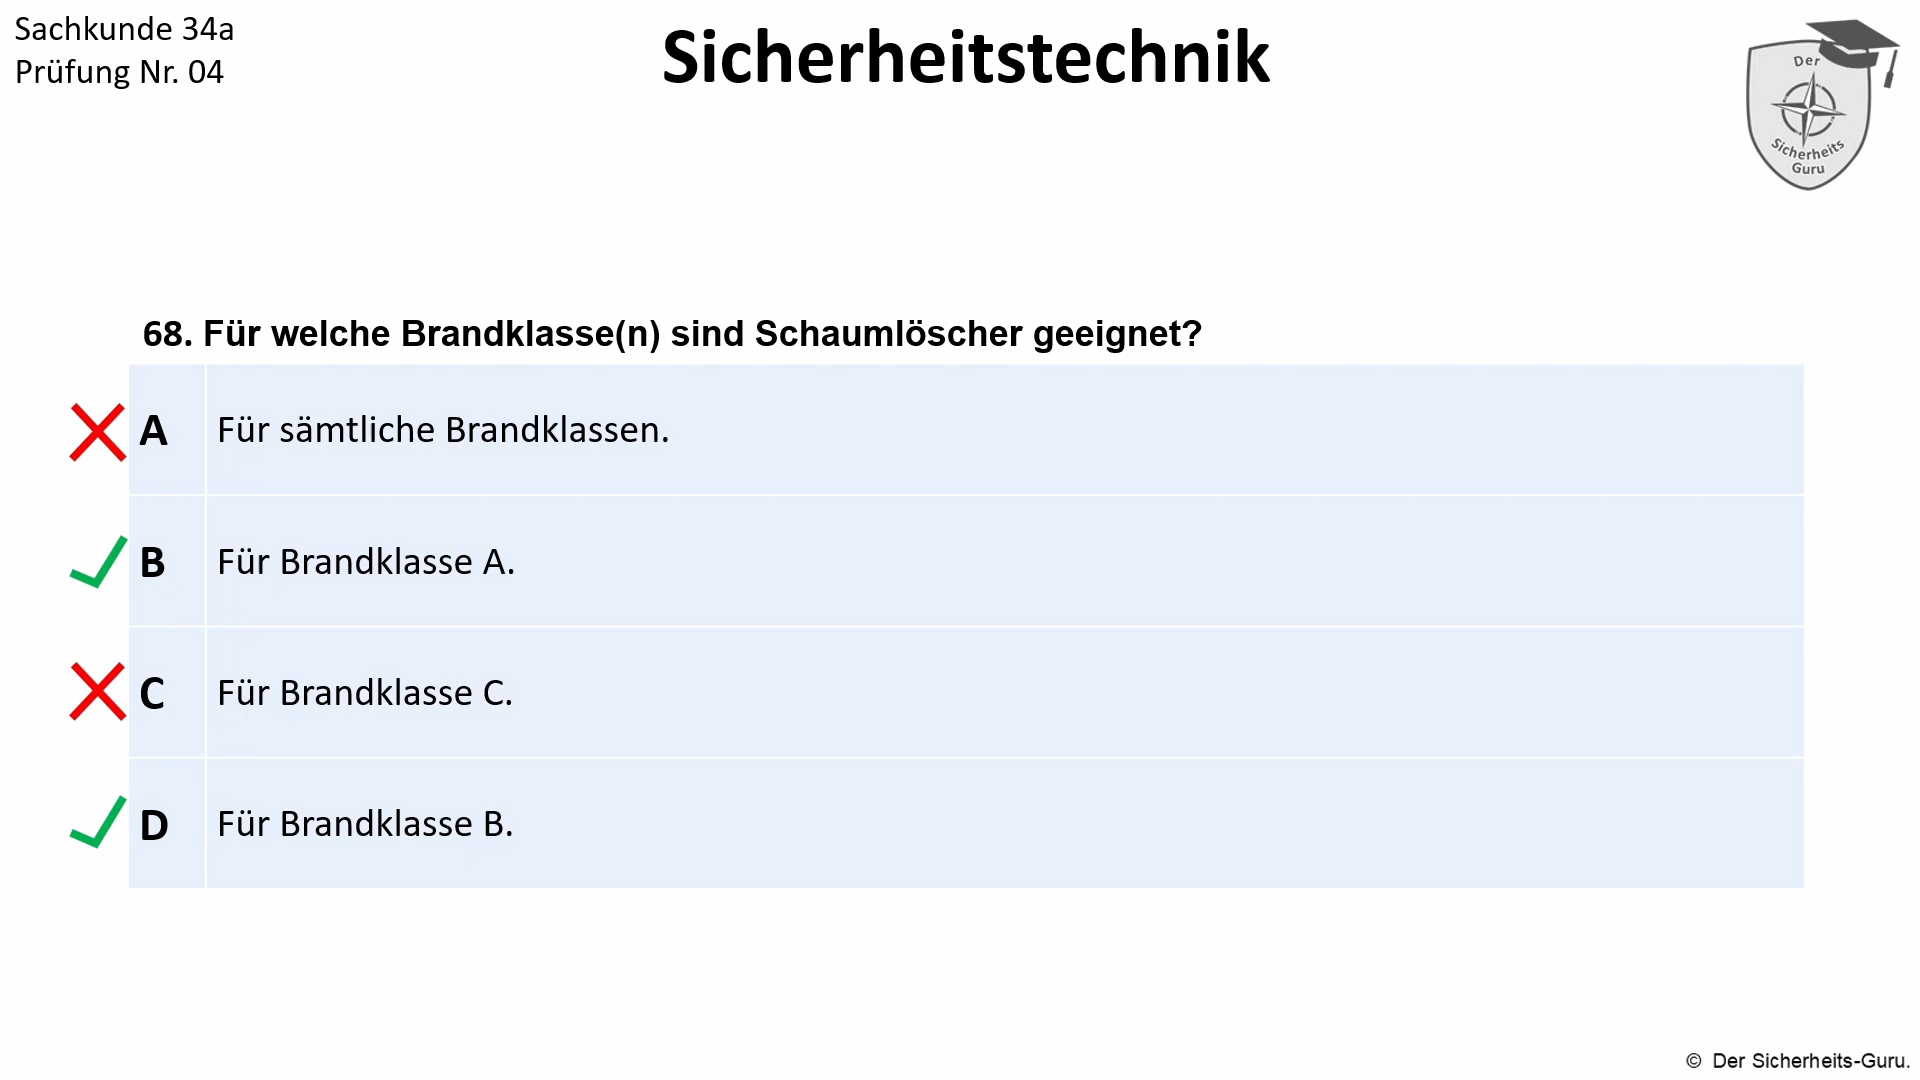 Sachkunde 34a
Prüfung Nr. 04
Sicherheitstechnik
Der
Sicherheits
Guru
68. Für welche Brandklasse(n) sind Schaumlöscher geeignet?
A Für sämtliche Brandklassen.
B Für Brandklasse A.
C Für Brandklasse C.
D Für Brandklasse B.
© Der Sicherheits-Guru.